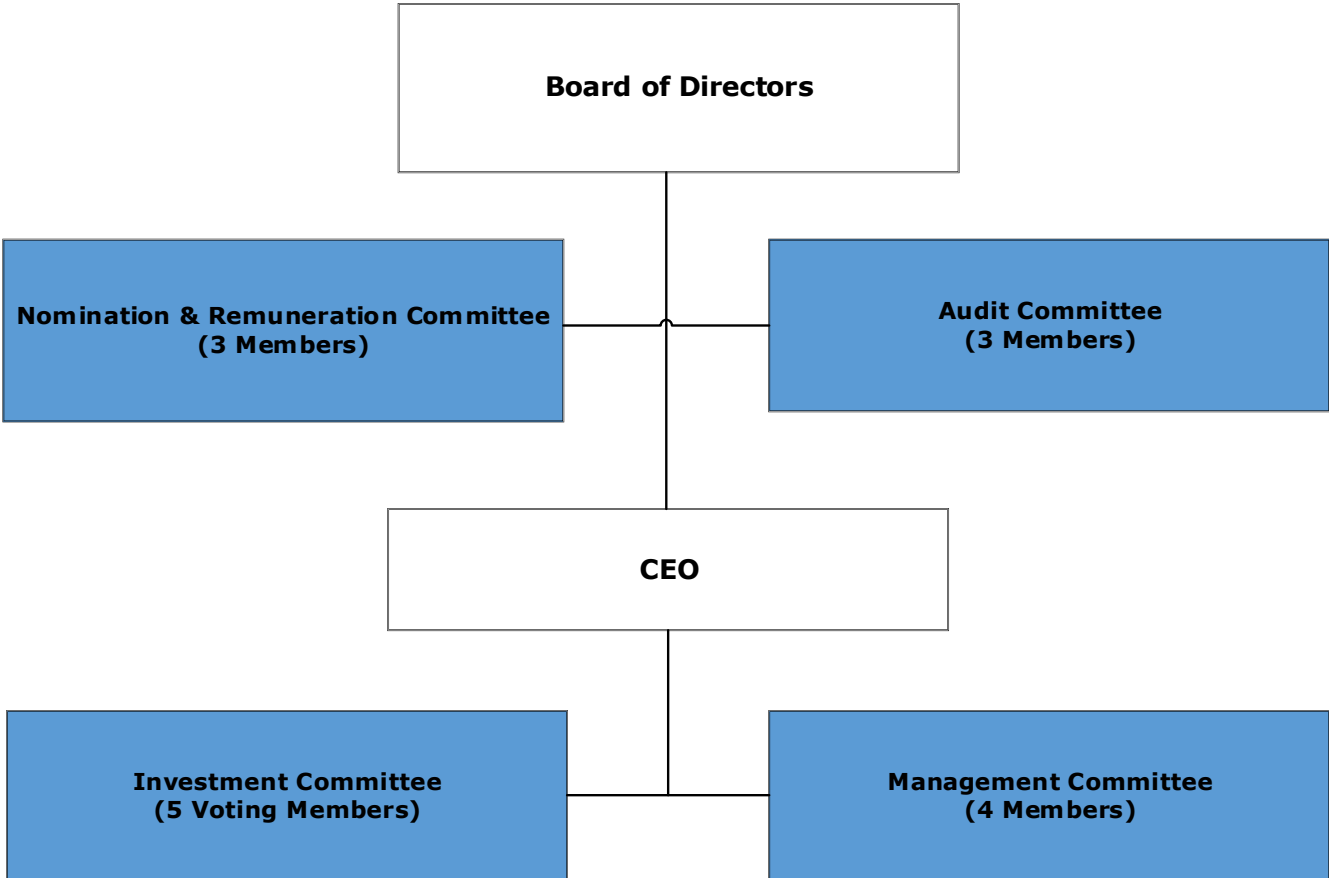 Board of Directors
Nomination & Remuneration Committee
(3 Members)
Audit Committee
(3 Members)
CEO
Investment Committee
(5 Voting Members)
Management Committee
(4 Members)